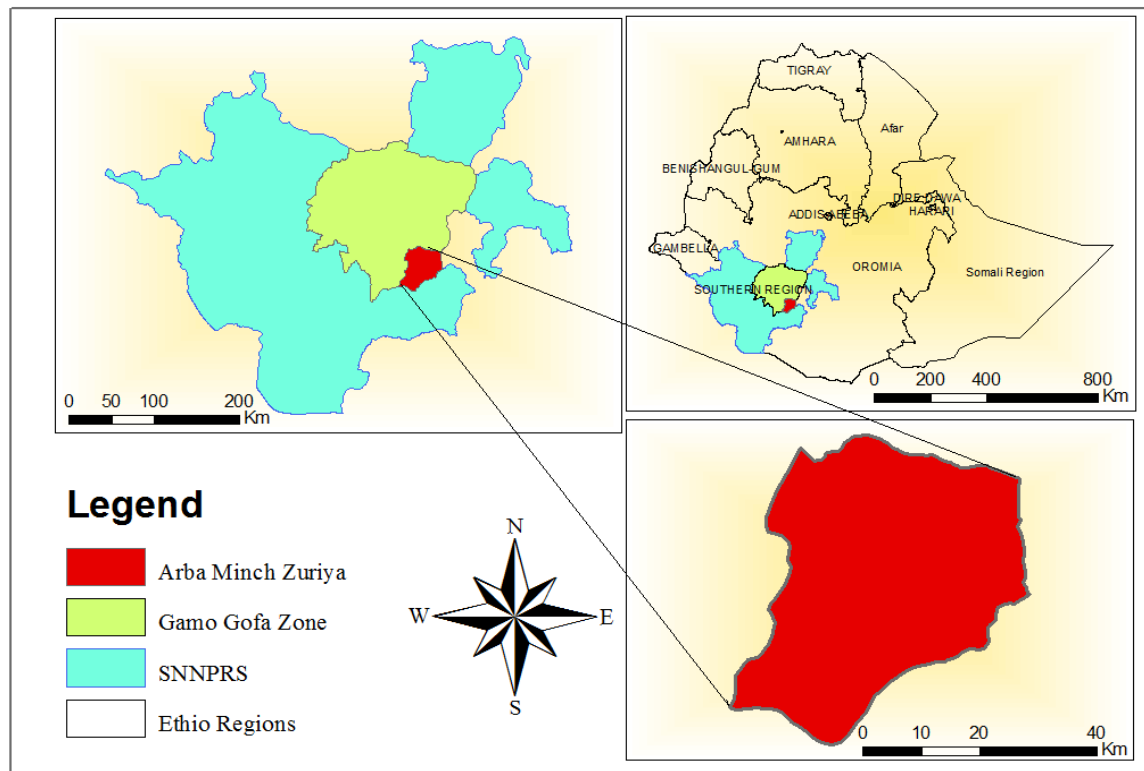 0 50 100 200
Km
TIGRAY
Afar
AMHARA
BENISHANGUL-GUM
DIRE DAWA
HARARI
ADDIS ABEBA
GAMBELLA
OROMIA
Somali Region
SOUTHERN REGION
0 200 400 800
Km
Legend
Arba Minch Zuriya
Gamo Gofa Zone
SNNPRS
Ethio Regions
N
W
E
S
0 10 20 40
Km